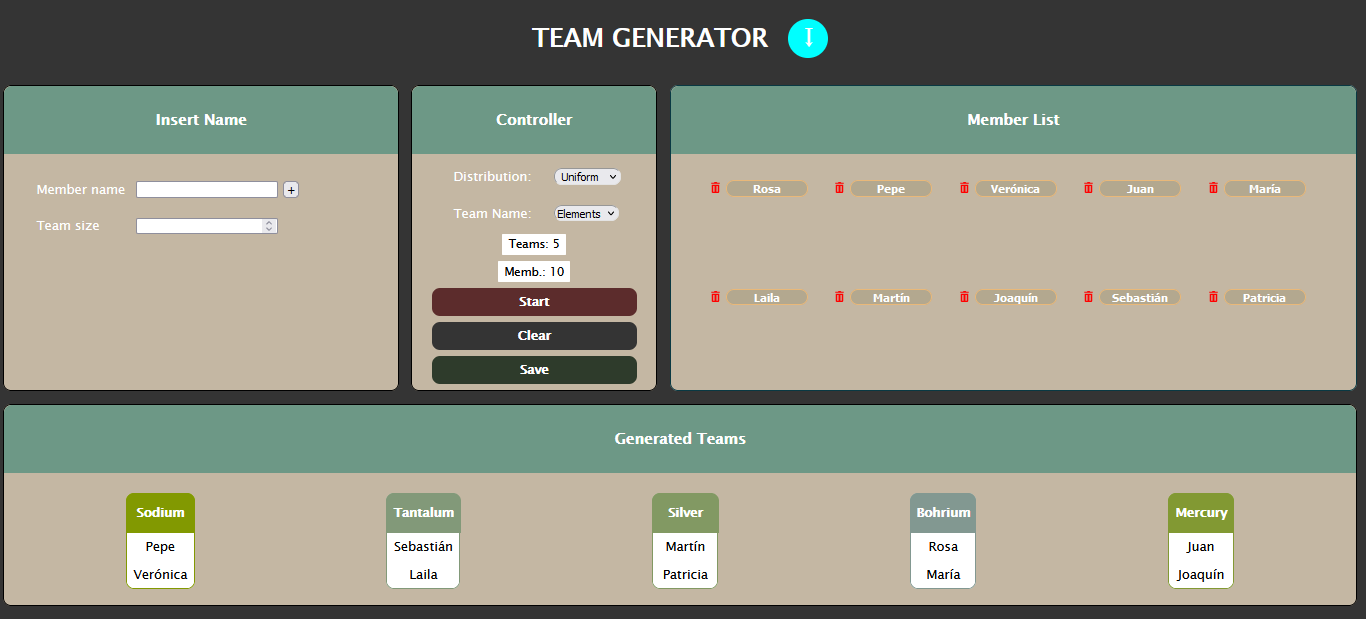 TEAM GENERATOR
Insert Name
Member name +
Team size
Controller
Distribution: Uniform
Team Name: Elements
Teams: 5
Memb.: 10
Start
Clear
Save
Member List
Rosa Pepe Verónica Juan María
Laila Martín Joaquín Sebastián Patricia
Generated Teams
Sodium Tantalum Silver Bohrium Mercury
Pepe Sebastián Martín Rosa Juan
Verónica Laila Patricia María Joaquín